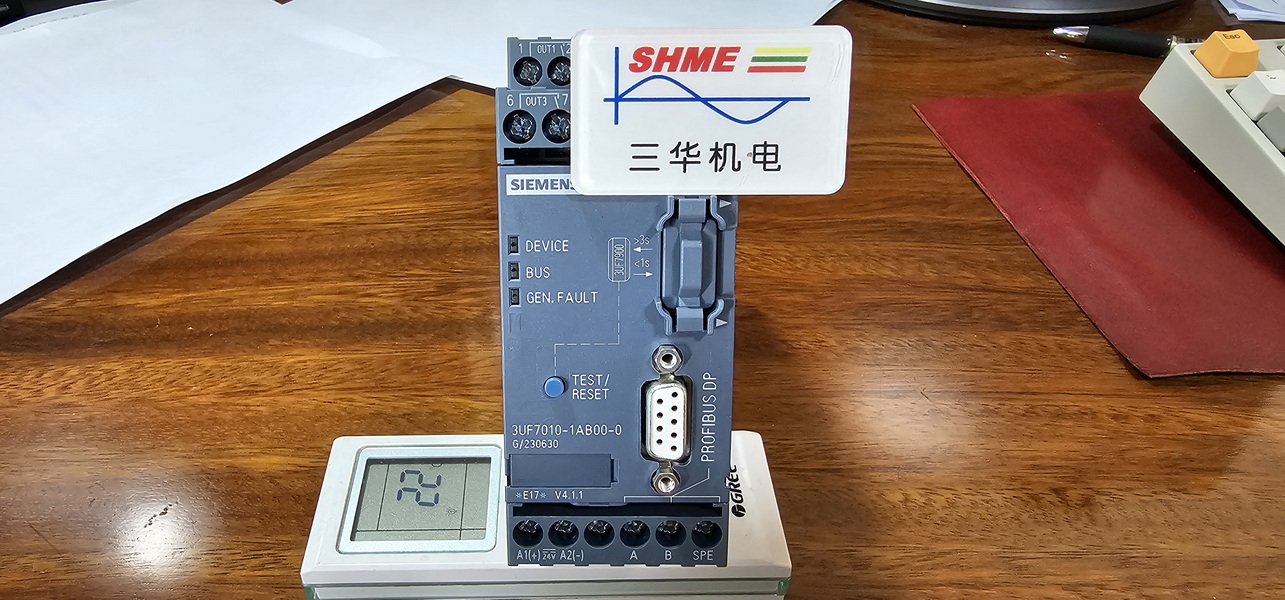 1 OUT1 2
6 OUT3 7
SHME
三华机电
SIEMENS
DEVICE
BUS
GEN. FAULT
3UF7900
>3s
<1s
TEST/
RESET
3UF7010-1AB00-0
G/230630
PROFIBUS DP
*E17* V4.1.1
A1(+) 24V A2(-) A B SPE
22
GREE
Esc